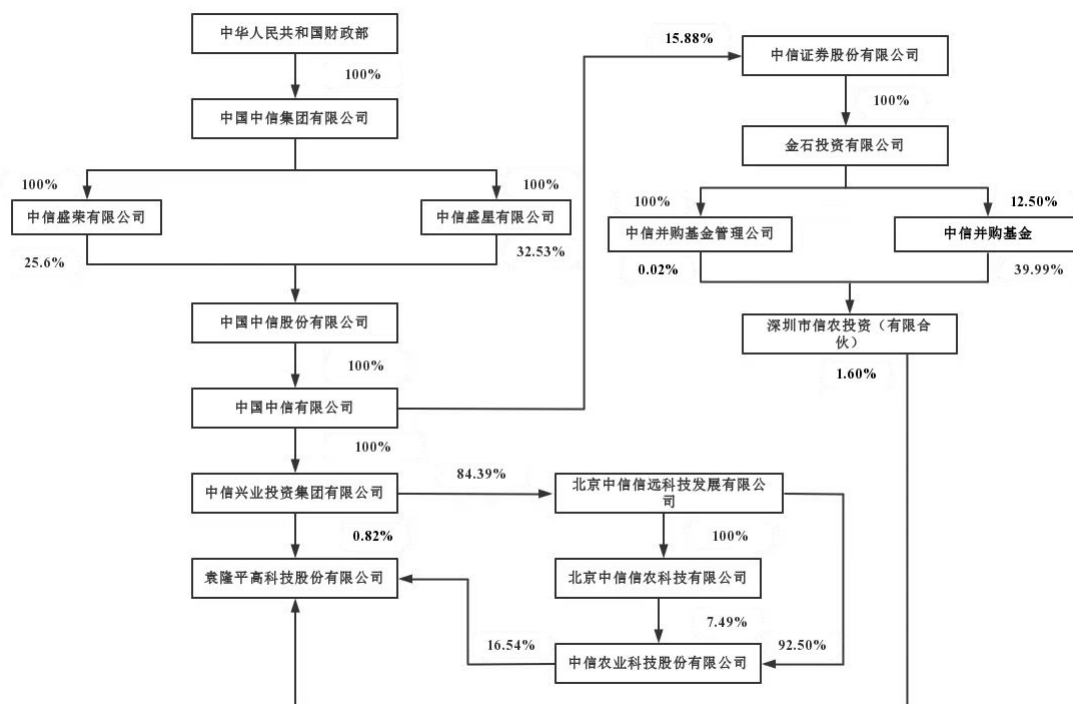 中华人民共和国财政部
100%
中国中信集团有限公司
100%
100%
中信盛荣有限公司
中信盛星有限公司
25.6%
32.53%
中国中信股份有限公司
100%
中国中信有限公司
100%
中信兴业投资集团有限公司
0.82%
袁隆平高科技股份有限公司
15.88%
中信证券股份有限公司
100%
金石投资有限公司
100%
12.50%
中信并购基金管理公司
中信并购基金
0.02%
39.99%
深圳市信农投资（有限合
伙）
1.60%
84.39%
北京中信信远科技发展有限公
司
100%
北京中信信农科技有限公司
7.49%
16.54%
92.50%
中信农业科技股份有限公司